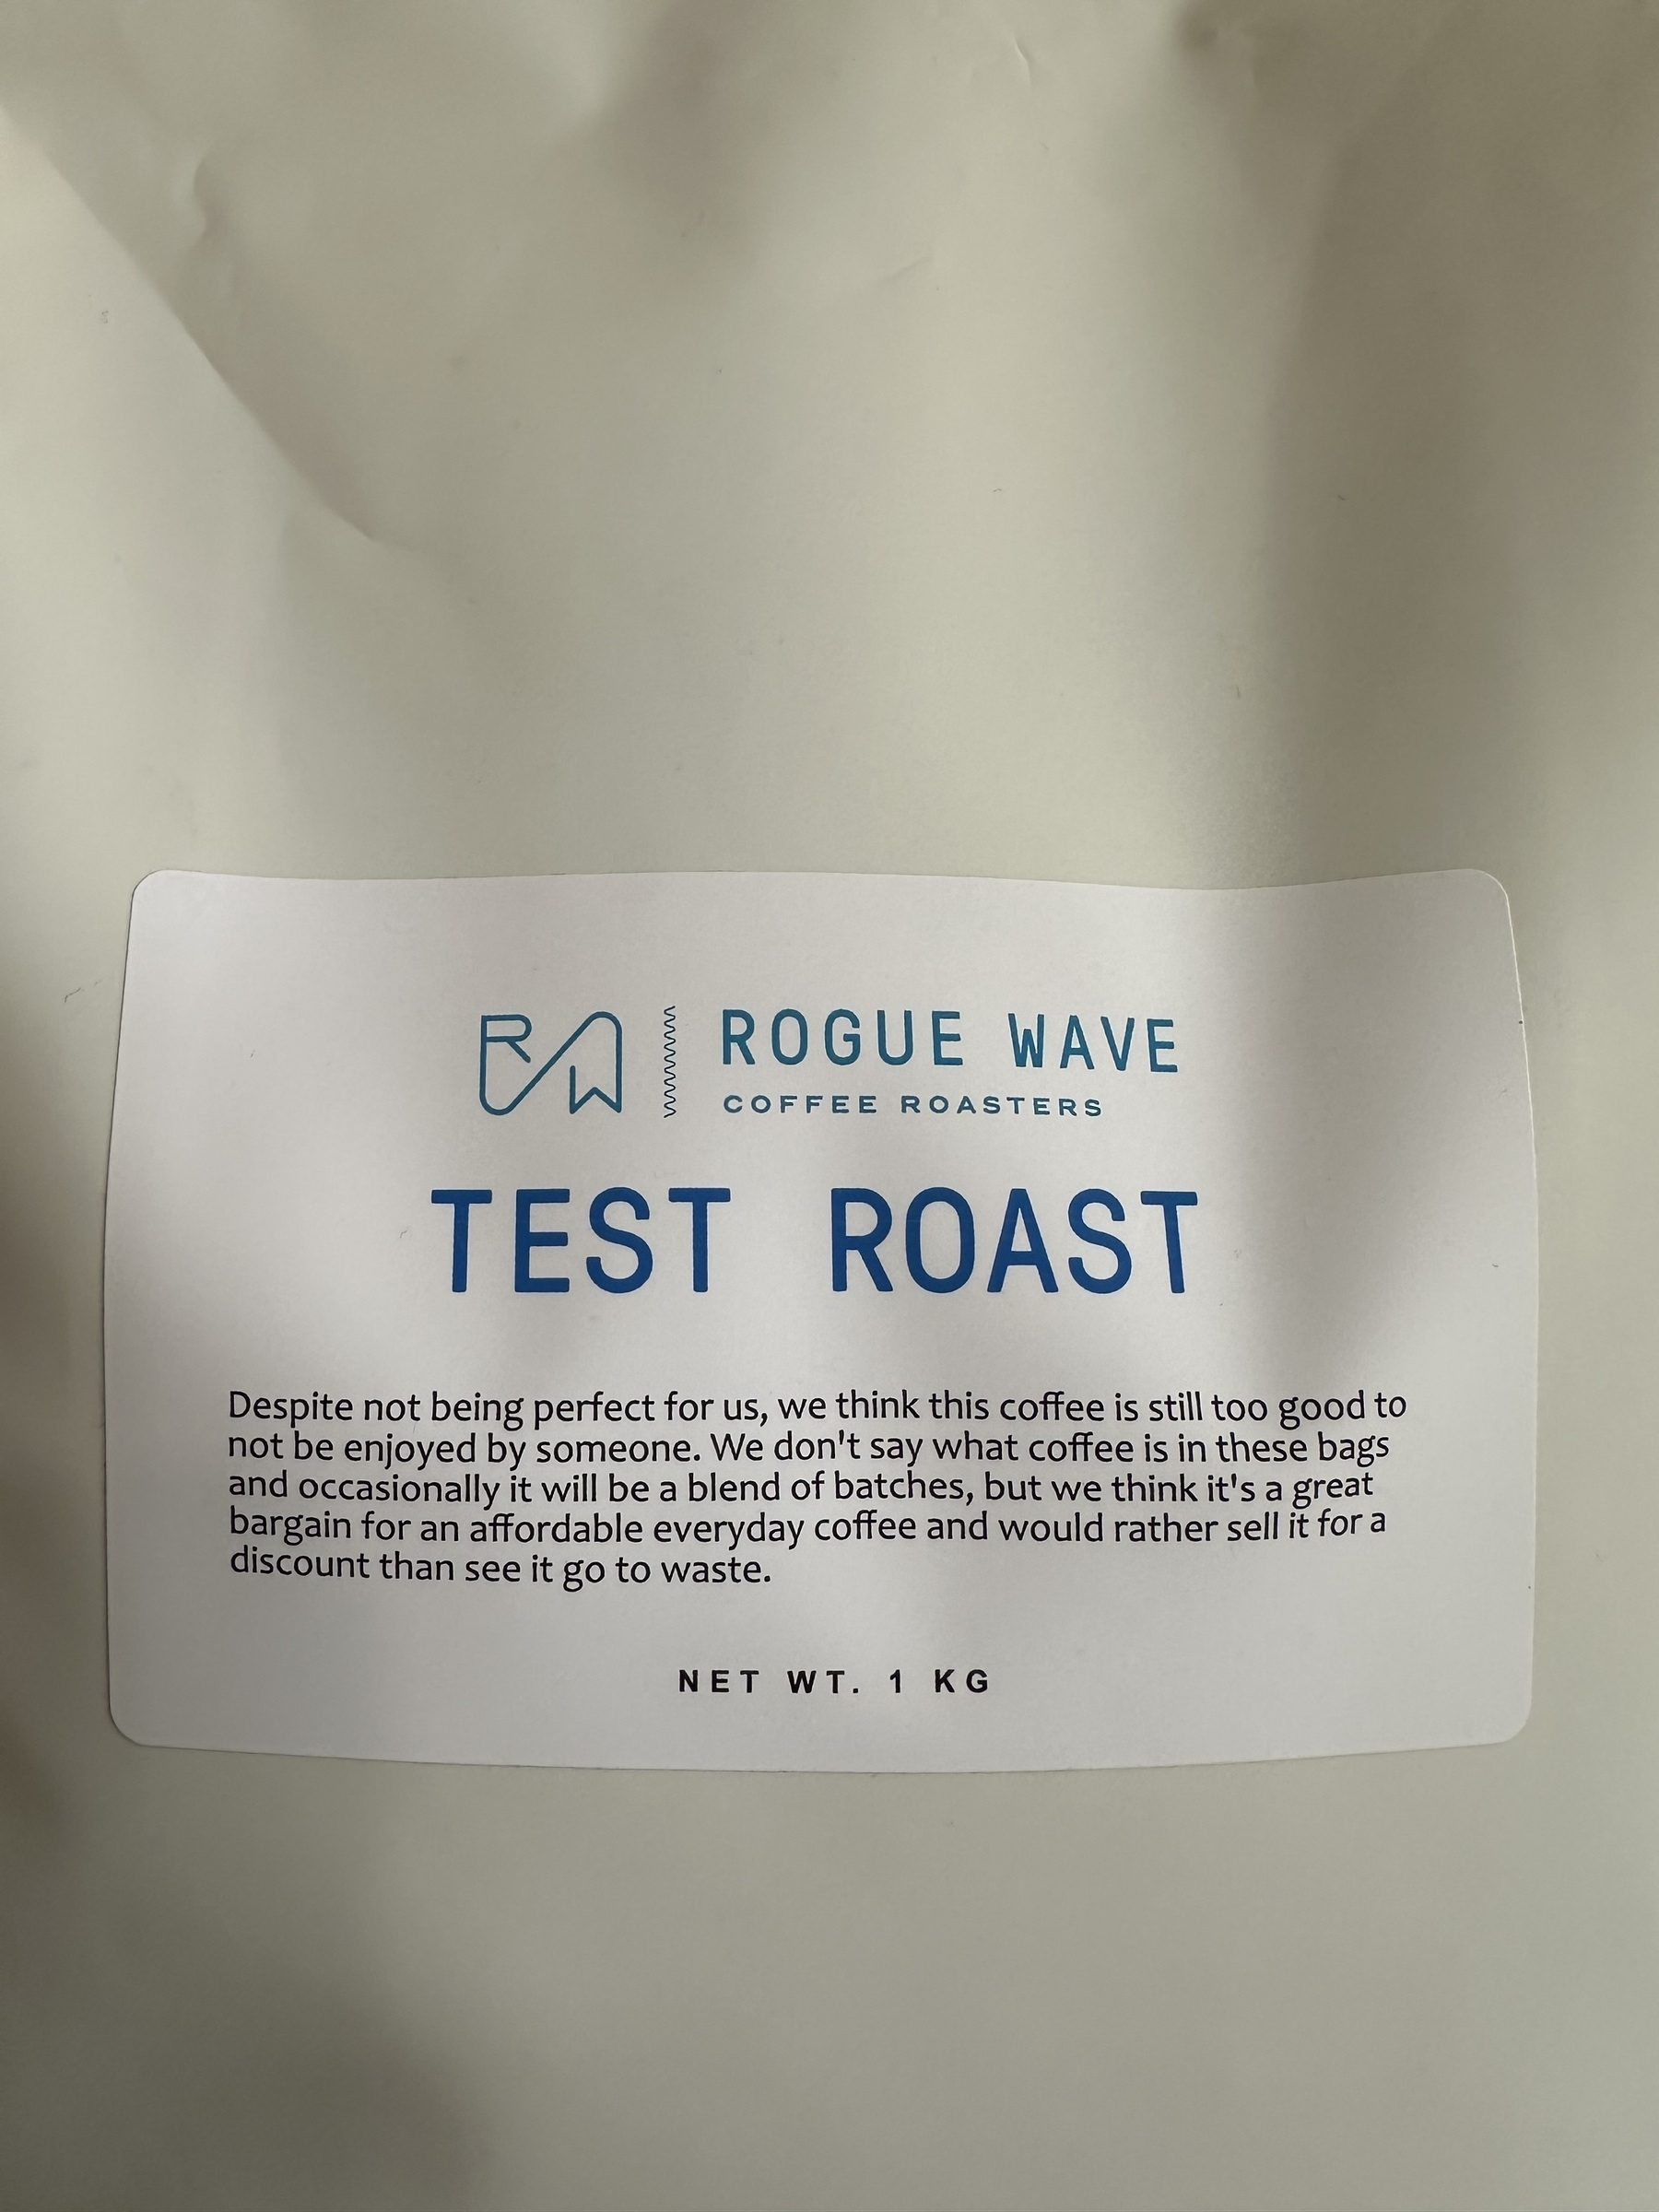 RW
ROGUE WAVE
COFFEE ROASTERS
TEST ROAST
Despite not being perfect for us, we think this coffee is still too good to
not be enjoyed by someone. We don't say what coffee is in these bags
and occasionally it will be a blend of batches, but we think it's a great
bargain for an affordable everyday coffee and would rather sell it for a
discount than see it go to waste.
NET WT. 1 KG